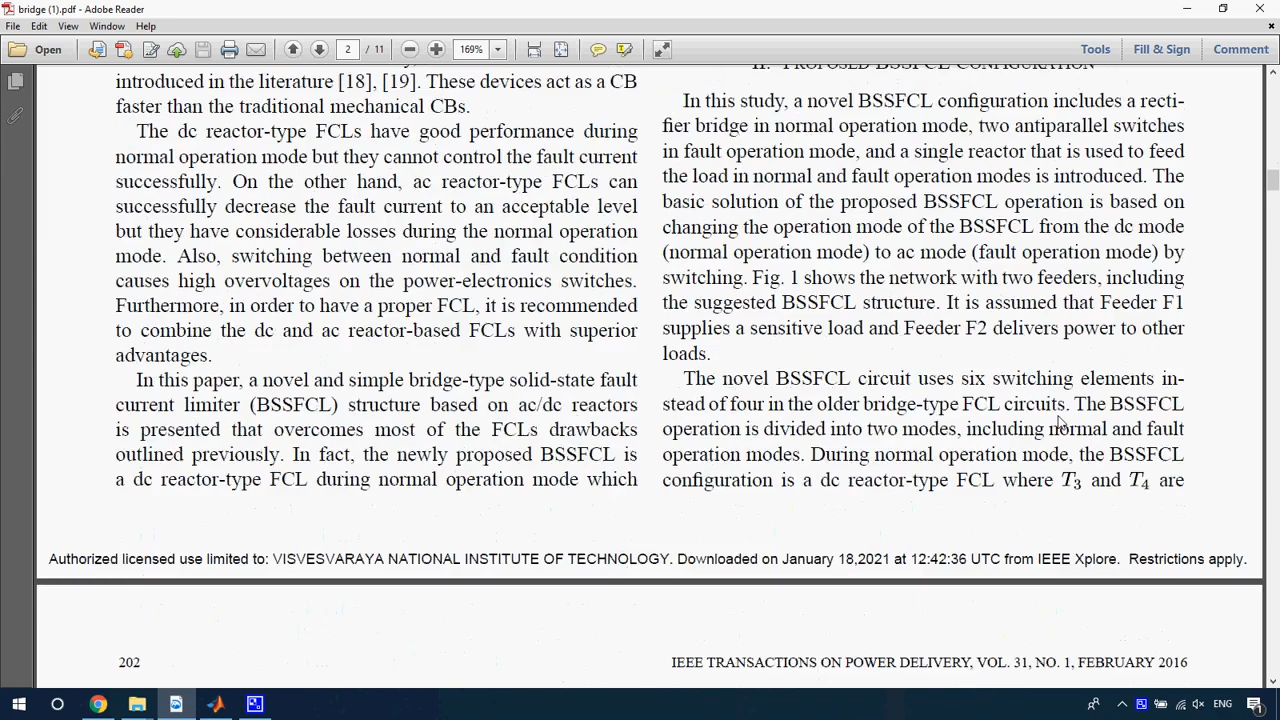 bridge (1).pdf - Adobe Reader
File Edit View Window Help
Open 2 / 11 169% Tools Fill & Sign Comment
introduced in the literature [18], [19]. These devices act as a CB
faster than the traditional mechanical CBs.
The dc reactor-type FCLs have good performance during
normal operation mode but they cannot control the fault current
successfully. On the other hand, ac reactor-type FCLs can
successfully decrease the fault current to an acceptable level
but they have considerable losses during the normal operation
mode. Also, switching between normal and fault condition
causes high overvoltages on the power-electronics switches.
Furthermore, in order to have a proper FCL, it is recommended
to combine the dc and ac reactor-based FCLs with superior
advantages.
In this paper, a novel and simple bridge-type solid-state fault
current limiter (BSSFCL) structure based on ac/dc reactors
is presented that overcomes most of the FCLs drawbacks
outlined previously. In fact, the newly proposed BSSFCL is
a dc reactor-type FCL during normal operation mode which
II. PROPOSED BSSFCL CONFIGURATION
In this study, a novel BSSFCL configuration includes a recti-
fier bridge in normal operation mode, two antiparallel switches
in fault operation mode, and a single reactor that is used to feed
the load in normal and fault operation modes is introduced. The
basic solution of the proposed BSSFCL operation is based on
changing the operation mode of the BSSFCL from the dc mode
(normal operation mode) to ac mode (fault operation mode) by
switching. Fig. 1 shows the network with two feeders, including
the suggested BSSFCL structure. It is assumed that Feeder F1
supplies a sensitive load and Feeder F2 delivers power to other
loads.
The novel BSSFCL circuit uses six switching elements in-
stead of four in the older bridge-type FCL circuits. The BSSFCL
operation is divided into two modes, including normal and fault
operation modes. During normal operation mode, the BSSFCL
configuration is a dc reactor-type FCL where T₃ and T₄ are
Authorized licensed use limited to: VISVESVARAYA NATIONAL INSTITUTE OF TECHNOLOGY. Downloaded on January 18,2021 at 12:42:36 UTC from IEEE Xplore. Restrictions apply.
202 IEEE TRANSACTIONS ON POWER DELIVERY, VOL. 31, NO. 1, FEBRUARY 2016
ENG 1